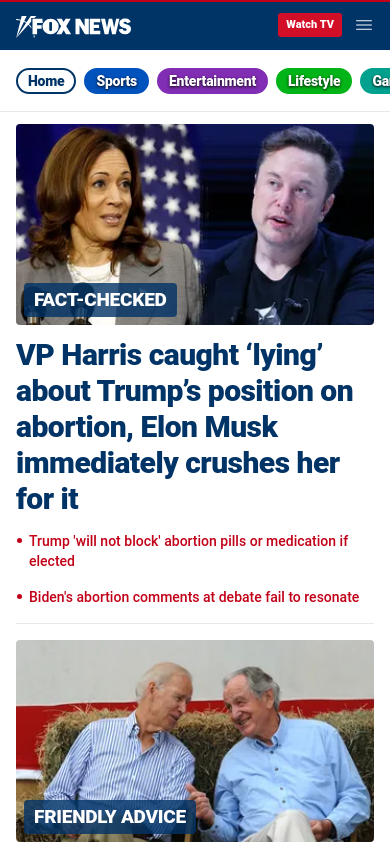 FOX NEWS
Watch TV
Home
Sports
Entertainment
Lifestyle
Ga
FACT-CHECKED
VP Harris caught ‘lying’
about Trump’s position on
abortion, Elon Musk
immediately crushes her
for it
Trump 'will not block' abortion pills or medication if
elected
Biden's abortion comments at debate fail to resonate
FRIENDLY ADVICE